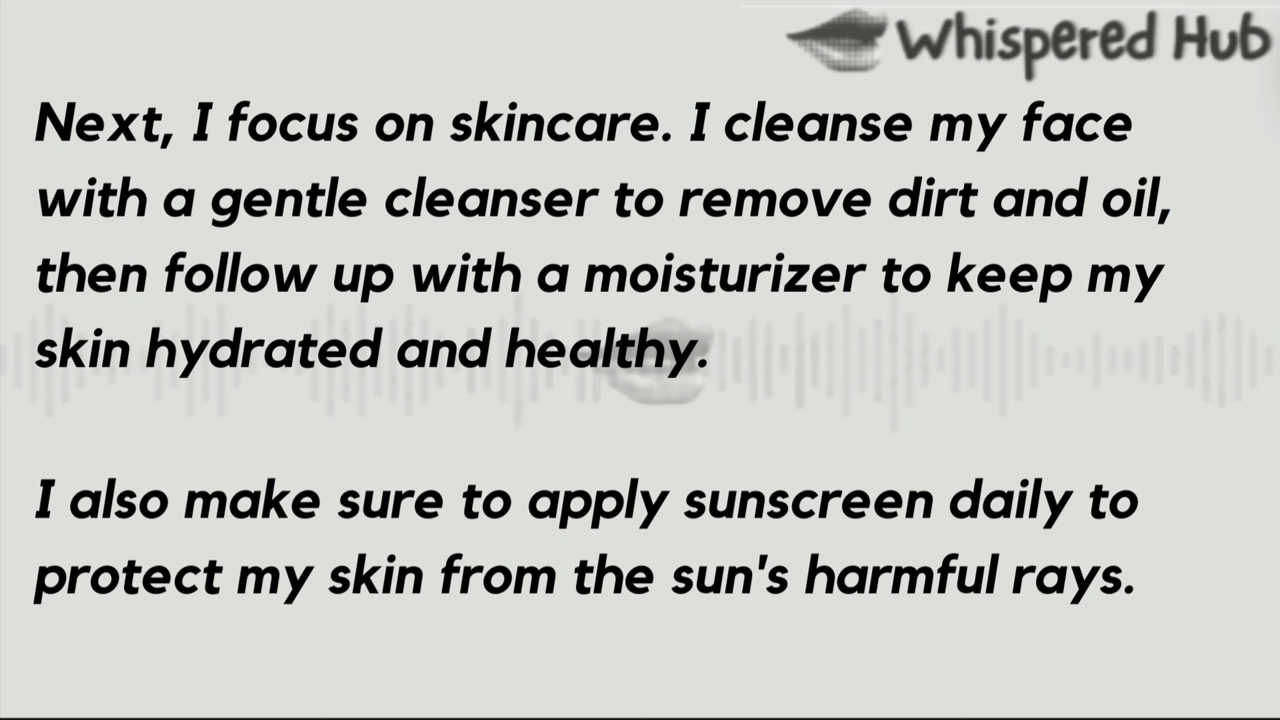 Whispered Hub
Next, I focus on skincare. I cleanse my face
with a gentle cleanser to remove dirt and oil,
then follow up with a moisturizer to keep my
skin hydrated and healthy.
I also make sure to apply sunscreen daily to
protect my skin from the sun's harmful rays.